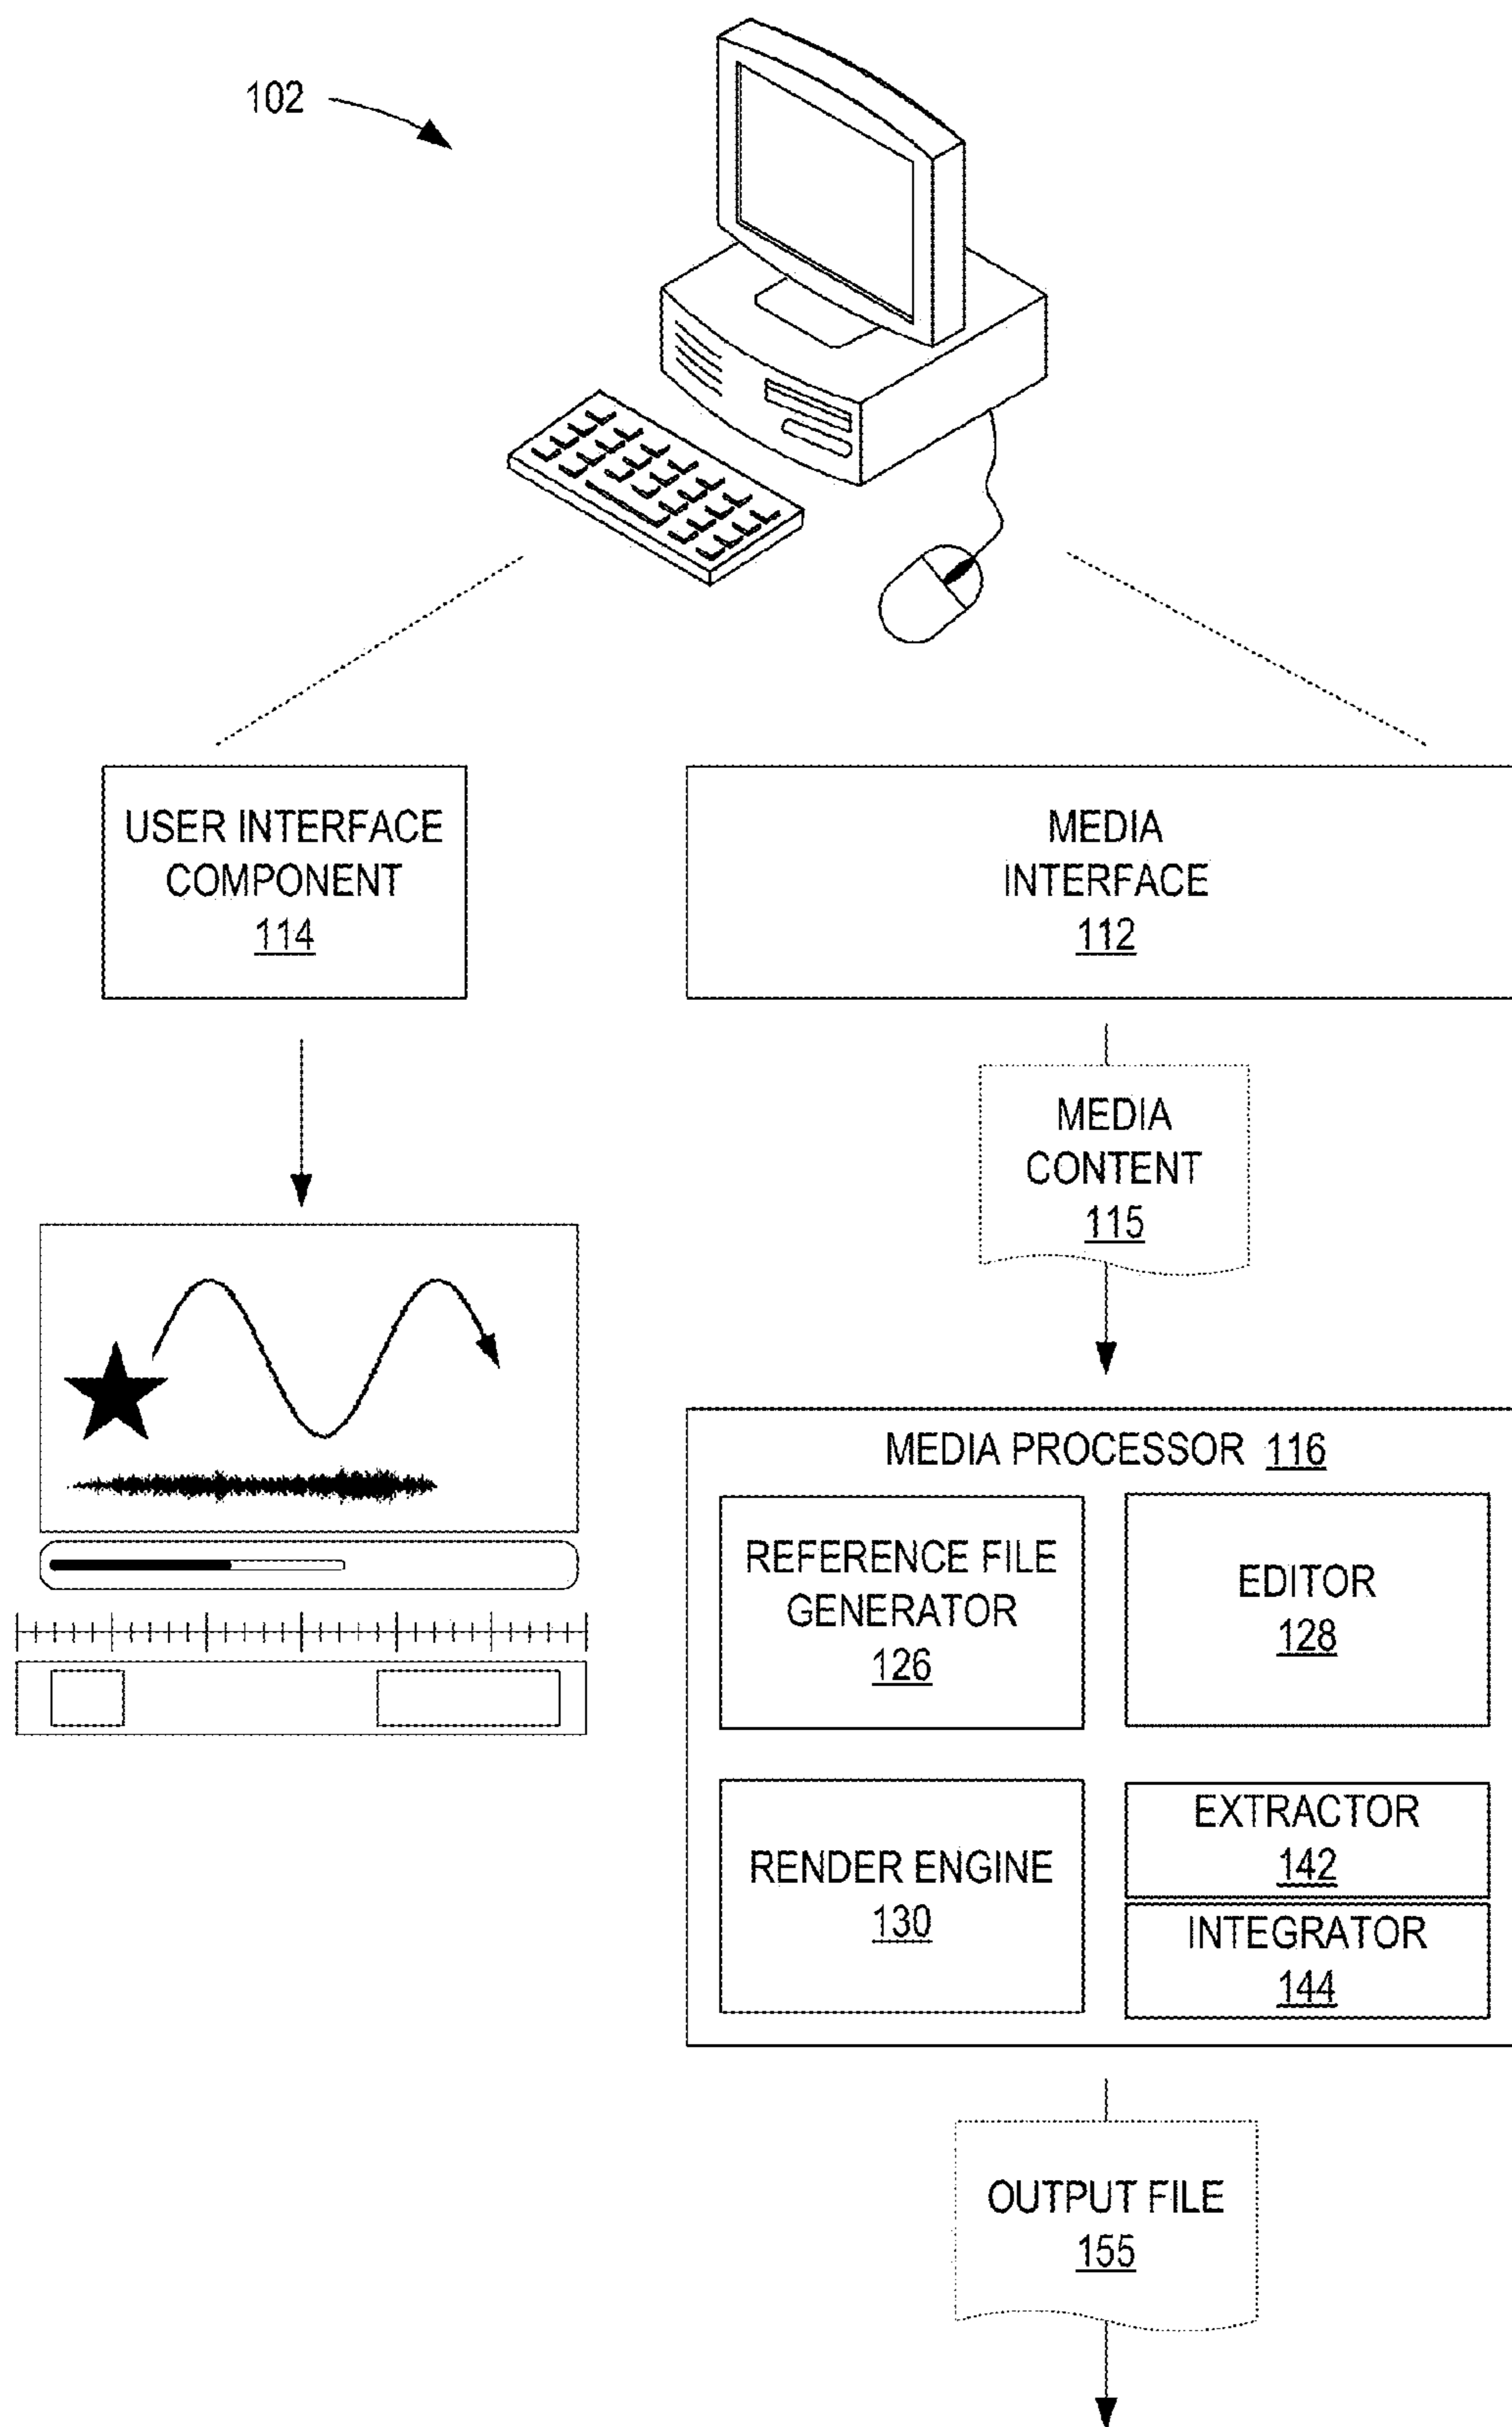 102
USER INTERFACE
COMPONENT
114
MEDIA
INTERFACE
112
MEDIA
CONTENT
115
MEDIA PROCESSOR 116
REFERENCE FILE
GENERATOR
126
EDITOR
128
RENDER ENGINE
130
EXTRACTOR
142
INTEGRATOR
144
OUTPUT FILE
155